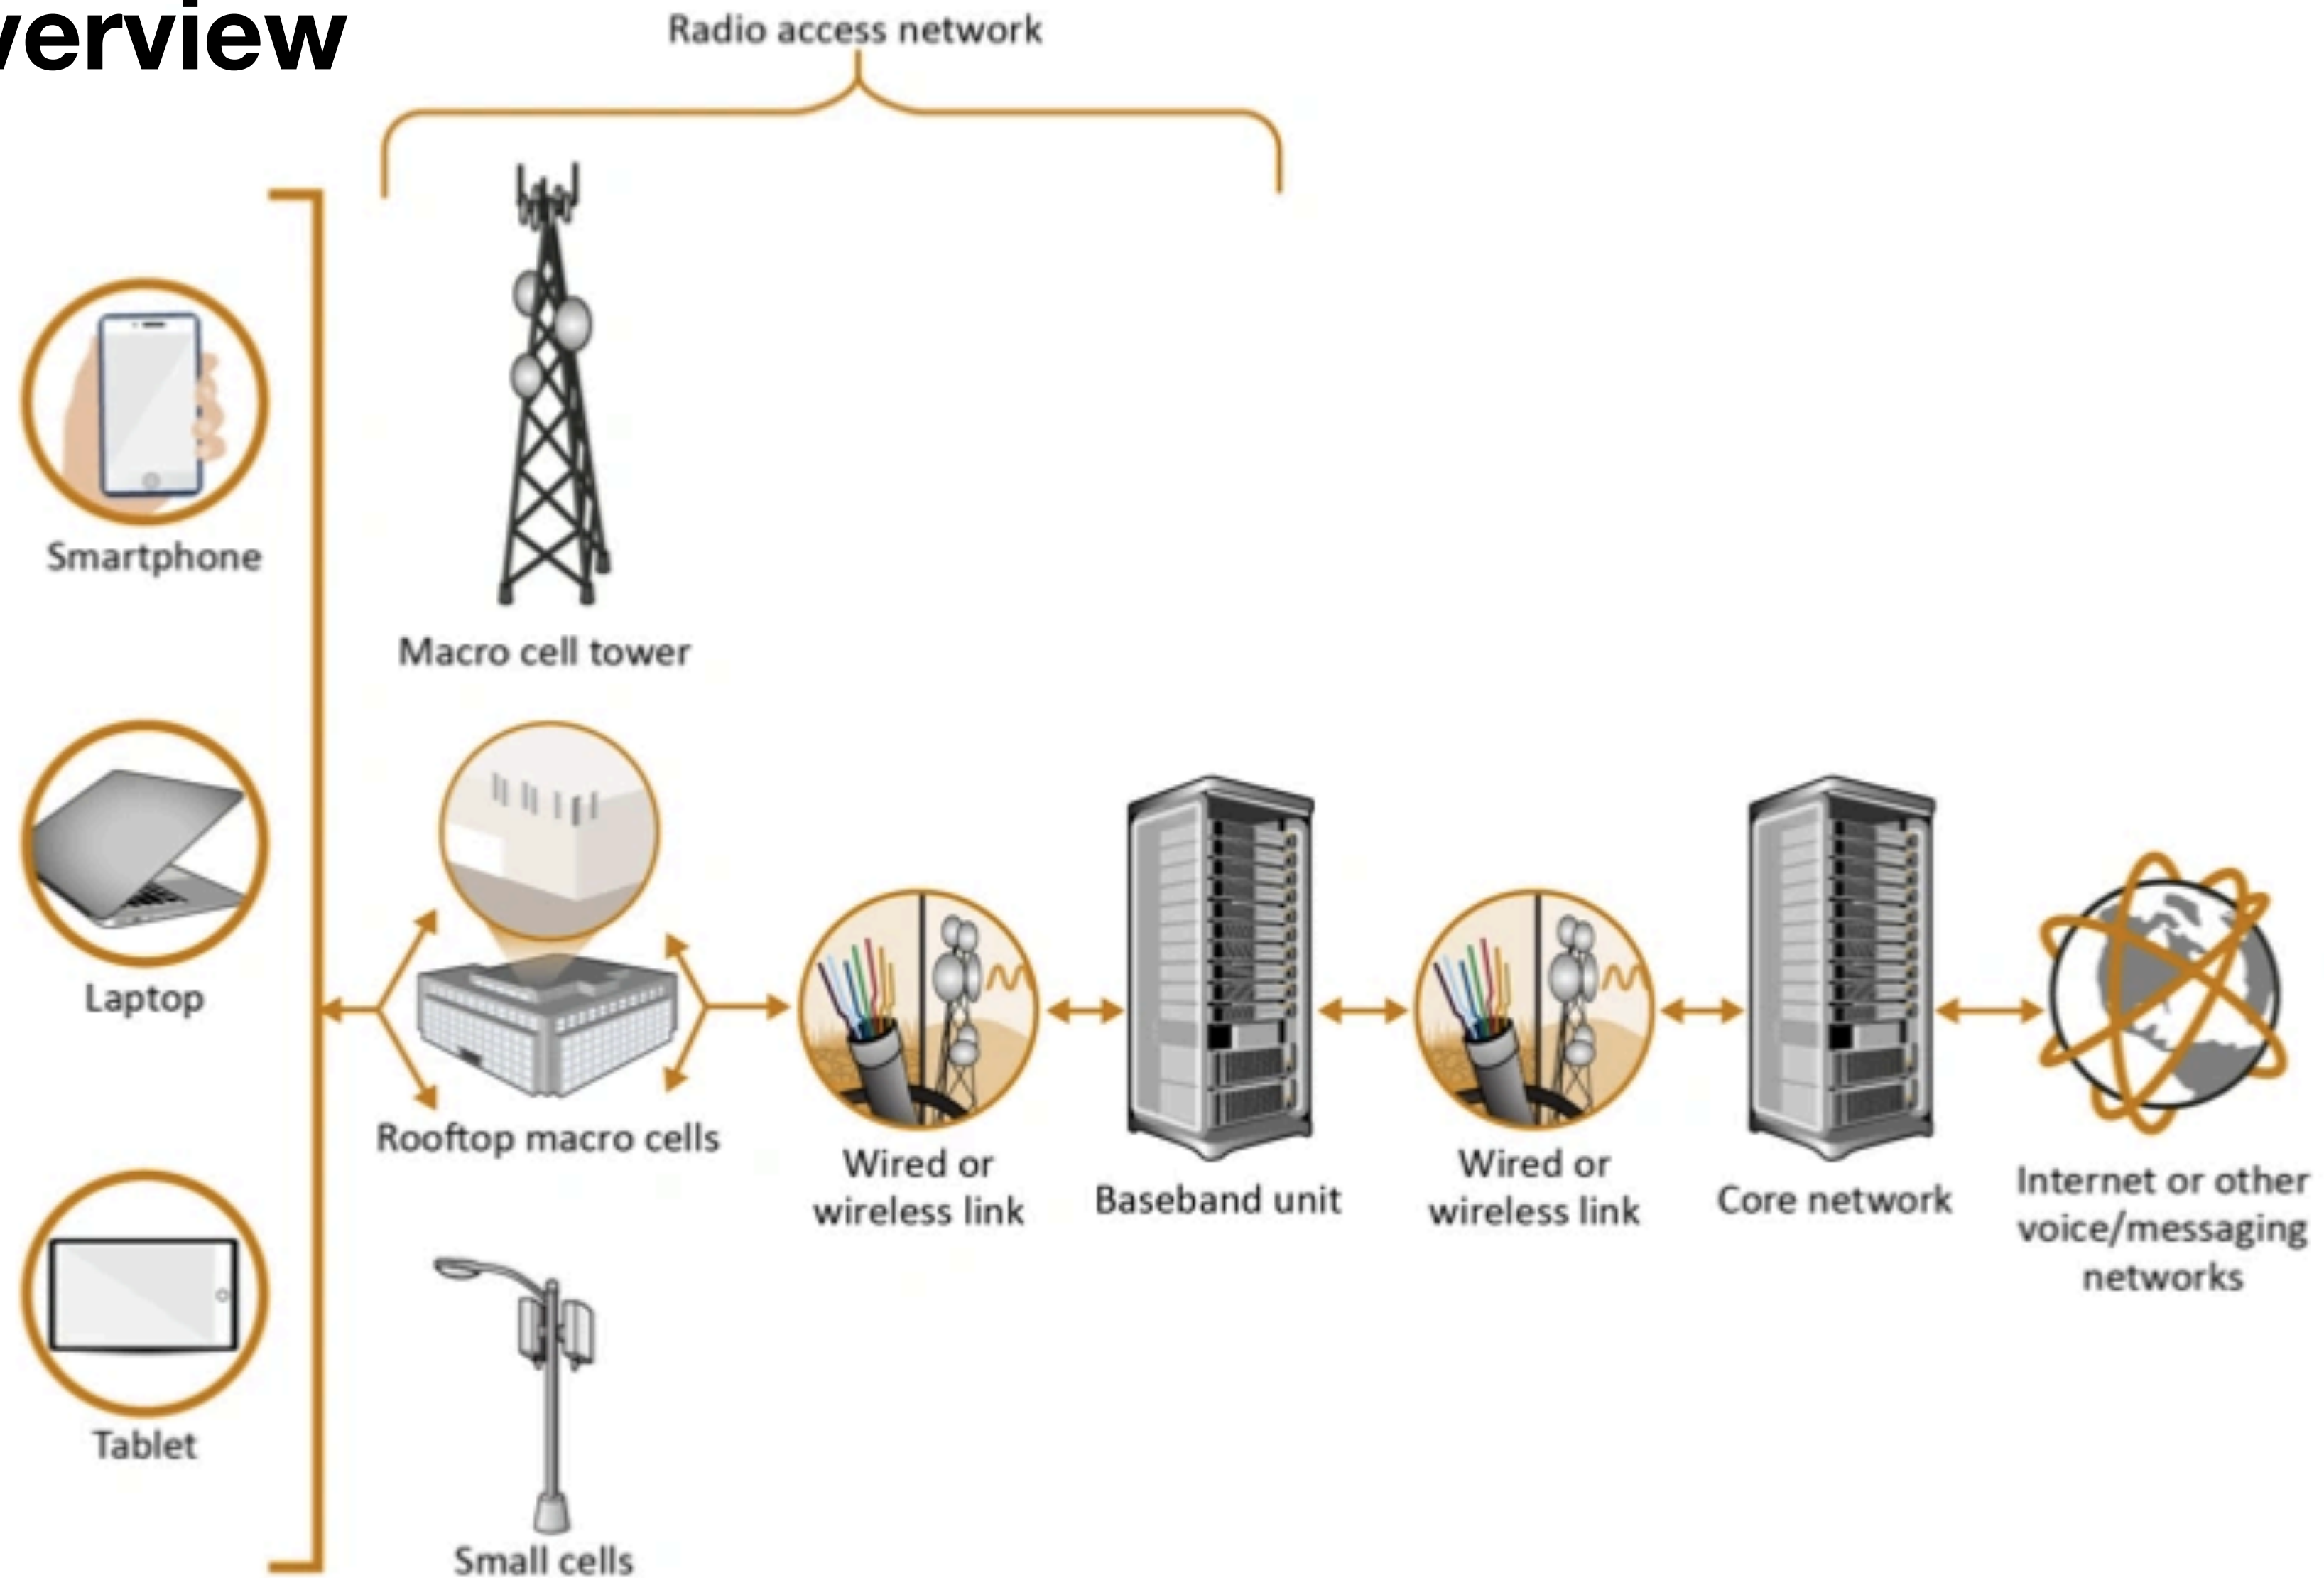 verview
Radio access network
Smartphone
Macro cell tower
Laptop
Rooftop macro cells
Wired or
wireless link
Baseband unit
Wired or
wireless link
Core network
Internet or other
voice/messaging
networks
Tablet
Small cells